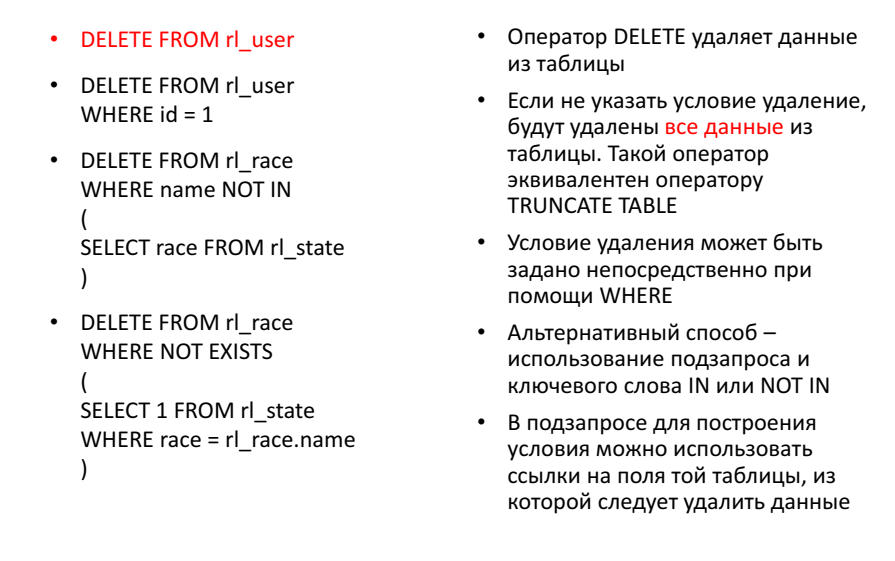 • DELETE FROM rl_user
• DELETE FROM rl_user
WHERE id = 1
• DELETE FROM rl_race
WHERE name NOT IN
(
SELECT race FROM rl_state
)
• DELETE FROM rl_race
WHERE NOT EXISTS
(
SELECT 1 FROM rl_state
WHERE race = rl_race.name
)
• Оператор DELETE удаляет данные
из таблицы
• Если не указать условие удаление,
будут удалены все данные из
таблицы. Такой оператор
эквивалентен оператору
TRUNCATE TABLE
• Условие удаления может быть
задано непосредственно при
помощи WHERE
• Альтернативный способ –
использование подзапроса и
ключевого слова IN или NOT IN
• В подзапросе для построения
условия можно использовать
ссылки на поля той таблицы, из
которой следует удалить данные